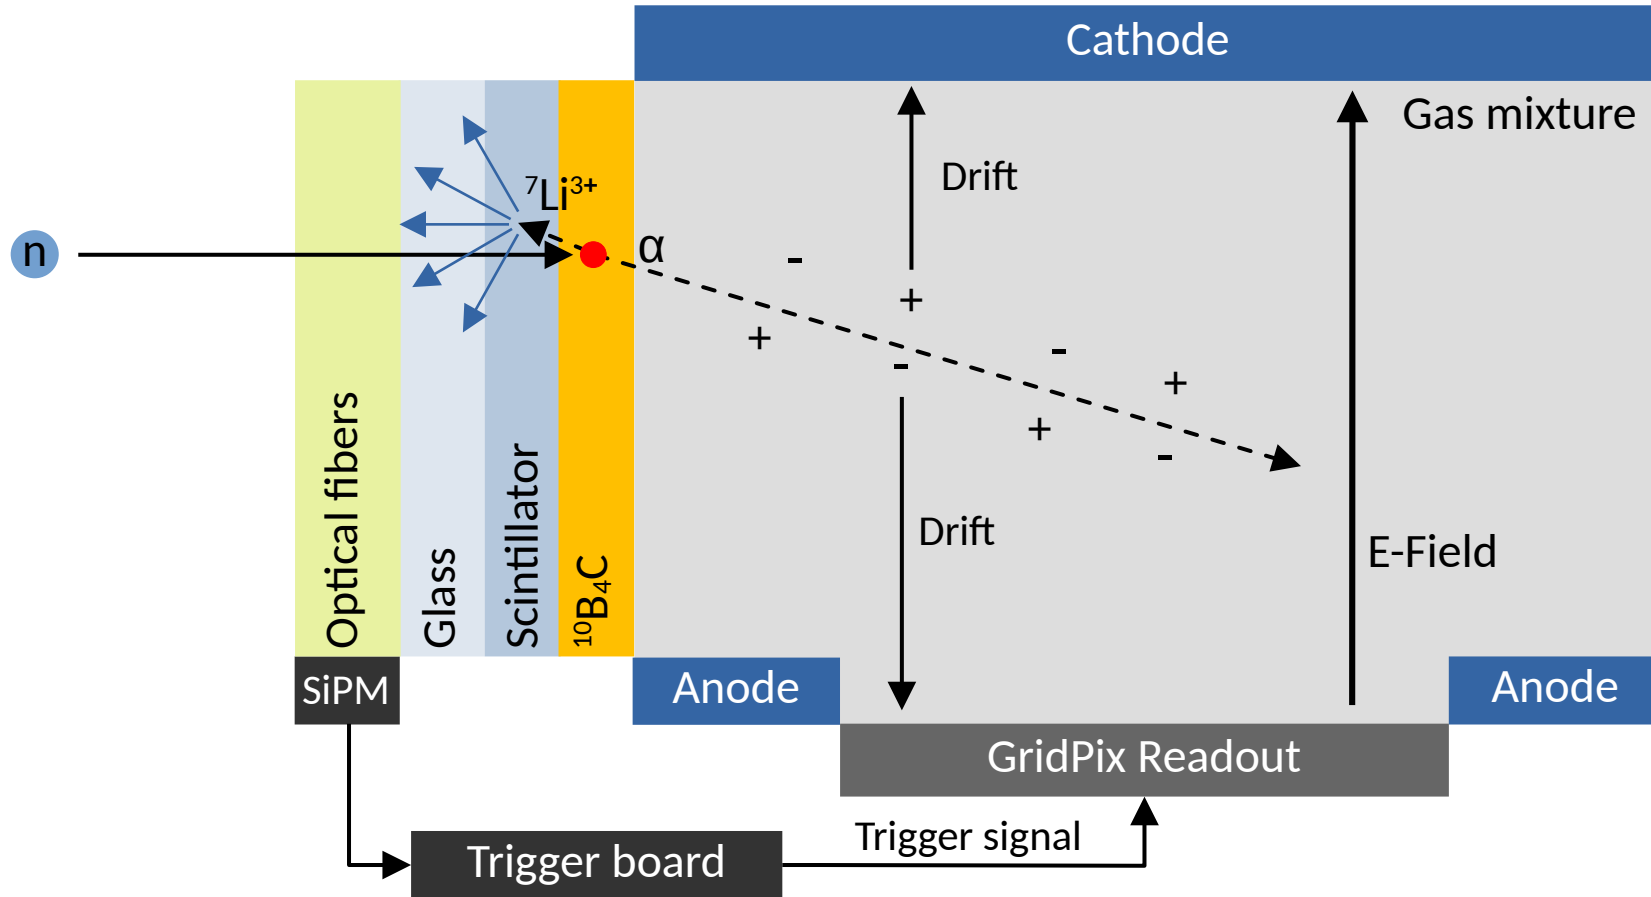 Cathode
Gas mixture
Drift
⁷Li³⁺
n
α
-
+
+
-
-
+
+
-
Drift
E-Field
Optical fibers
Glass
Scintillator
¹⁰B₄C
SiPM
Anode
Anode
GridPix Readout
Trigger signal
Trigger board